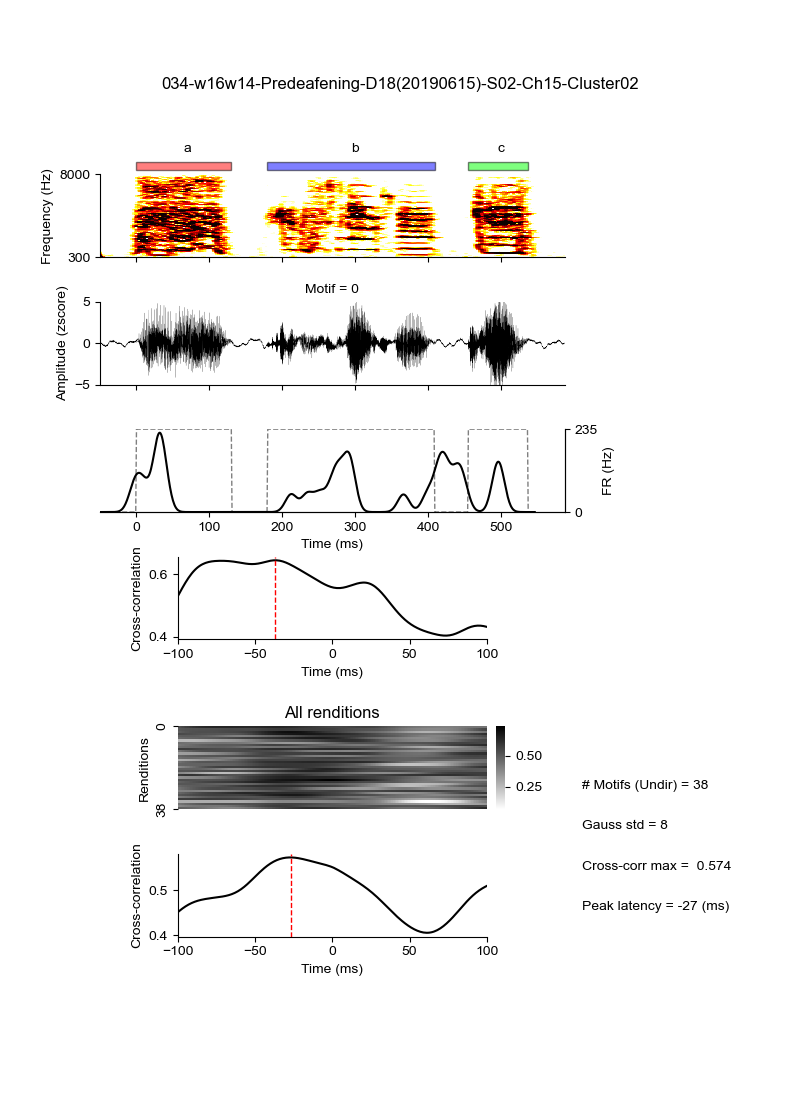 034-w16w14-Predeafening-D18(20190615)-S02-Ch15-Cluster02
a b c
Frequency (Hz)
8000
300
Motif = 0
Amplitude (zscore)
5
0
−5
235
0
FR (Hz)
0 100 200 300 400 500
Time (ms)
Cross-correlation
0.6
0.4
−100 −50 0 50 100
Time (ms)
All renditions
Renditions
0
38
0.50
0.25
# Motifs (Undir) = 38
Gauss std = 8
Cross-corr max = 0.574
Peak latency = -27 (ms)
Cross-correlation
0.5
0.4
−100 −50 0 50 100
Time (ms)